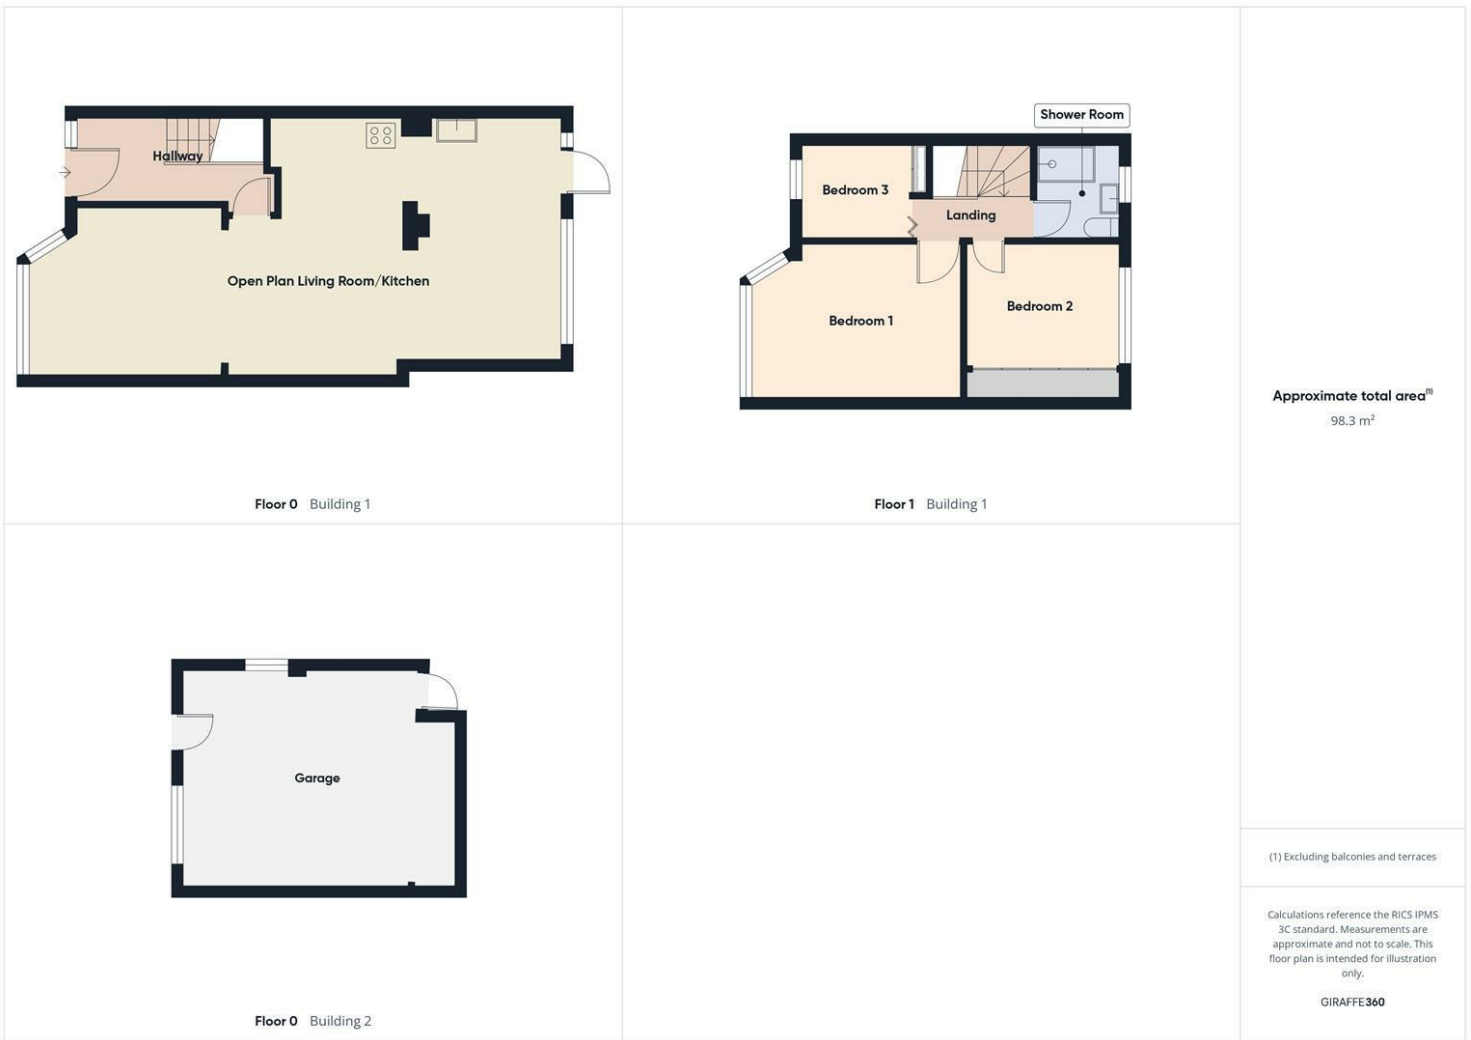 Hallway
Open Plan Living Room/Kitchen
Floor 0 Building 1
Shower Room
Bedroom 3
Landing
Bedroom 1
Bedroom 2
Floor 1 Building 1
Garage
Floor 0 Building 2
Approximate total area(1)
98.3 m²
(1) Excluding balconies and terraces
Calculations reference the RICS IPMS
3C standard. Measurements are
approximate and not to scale. This
floor plan is intended for illustration
only.
GIRAFFE360